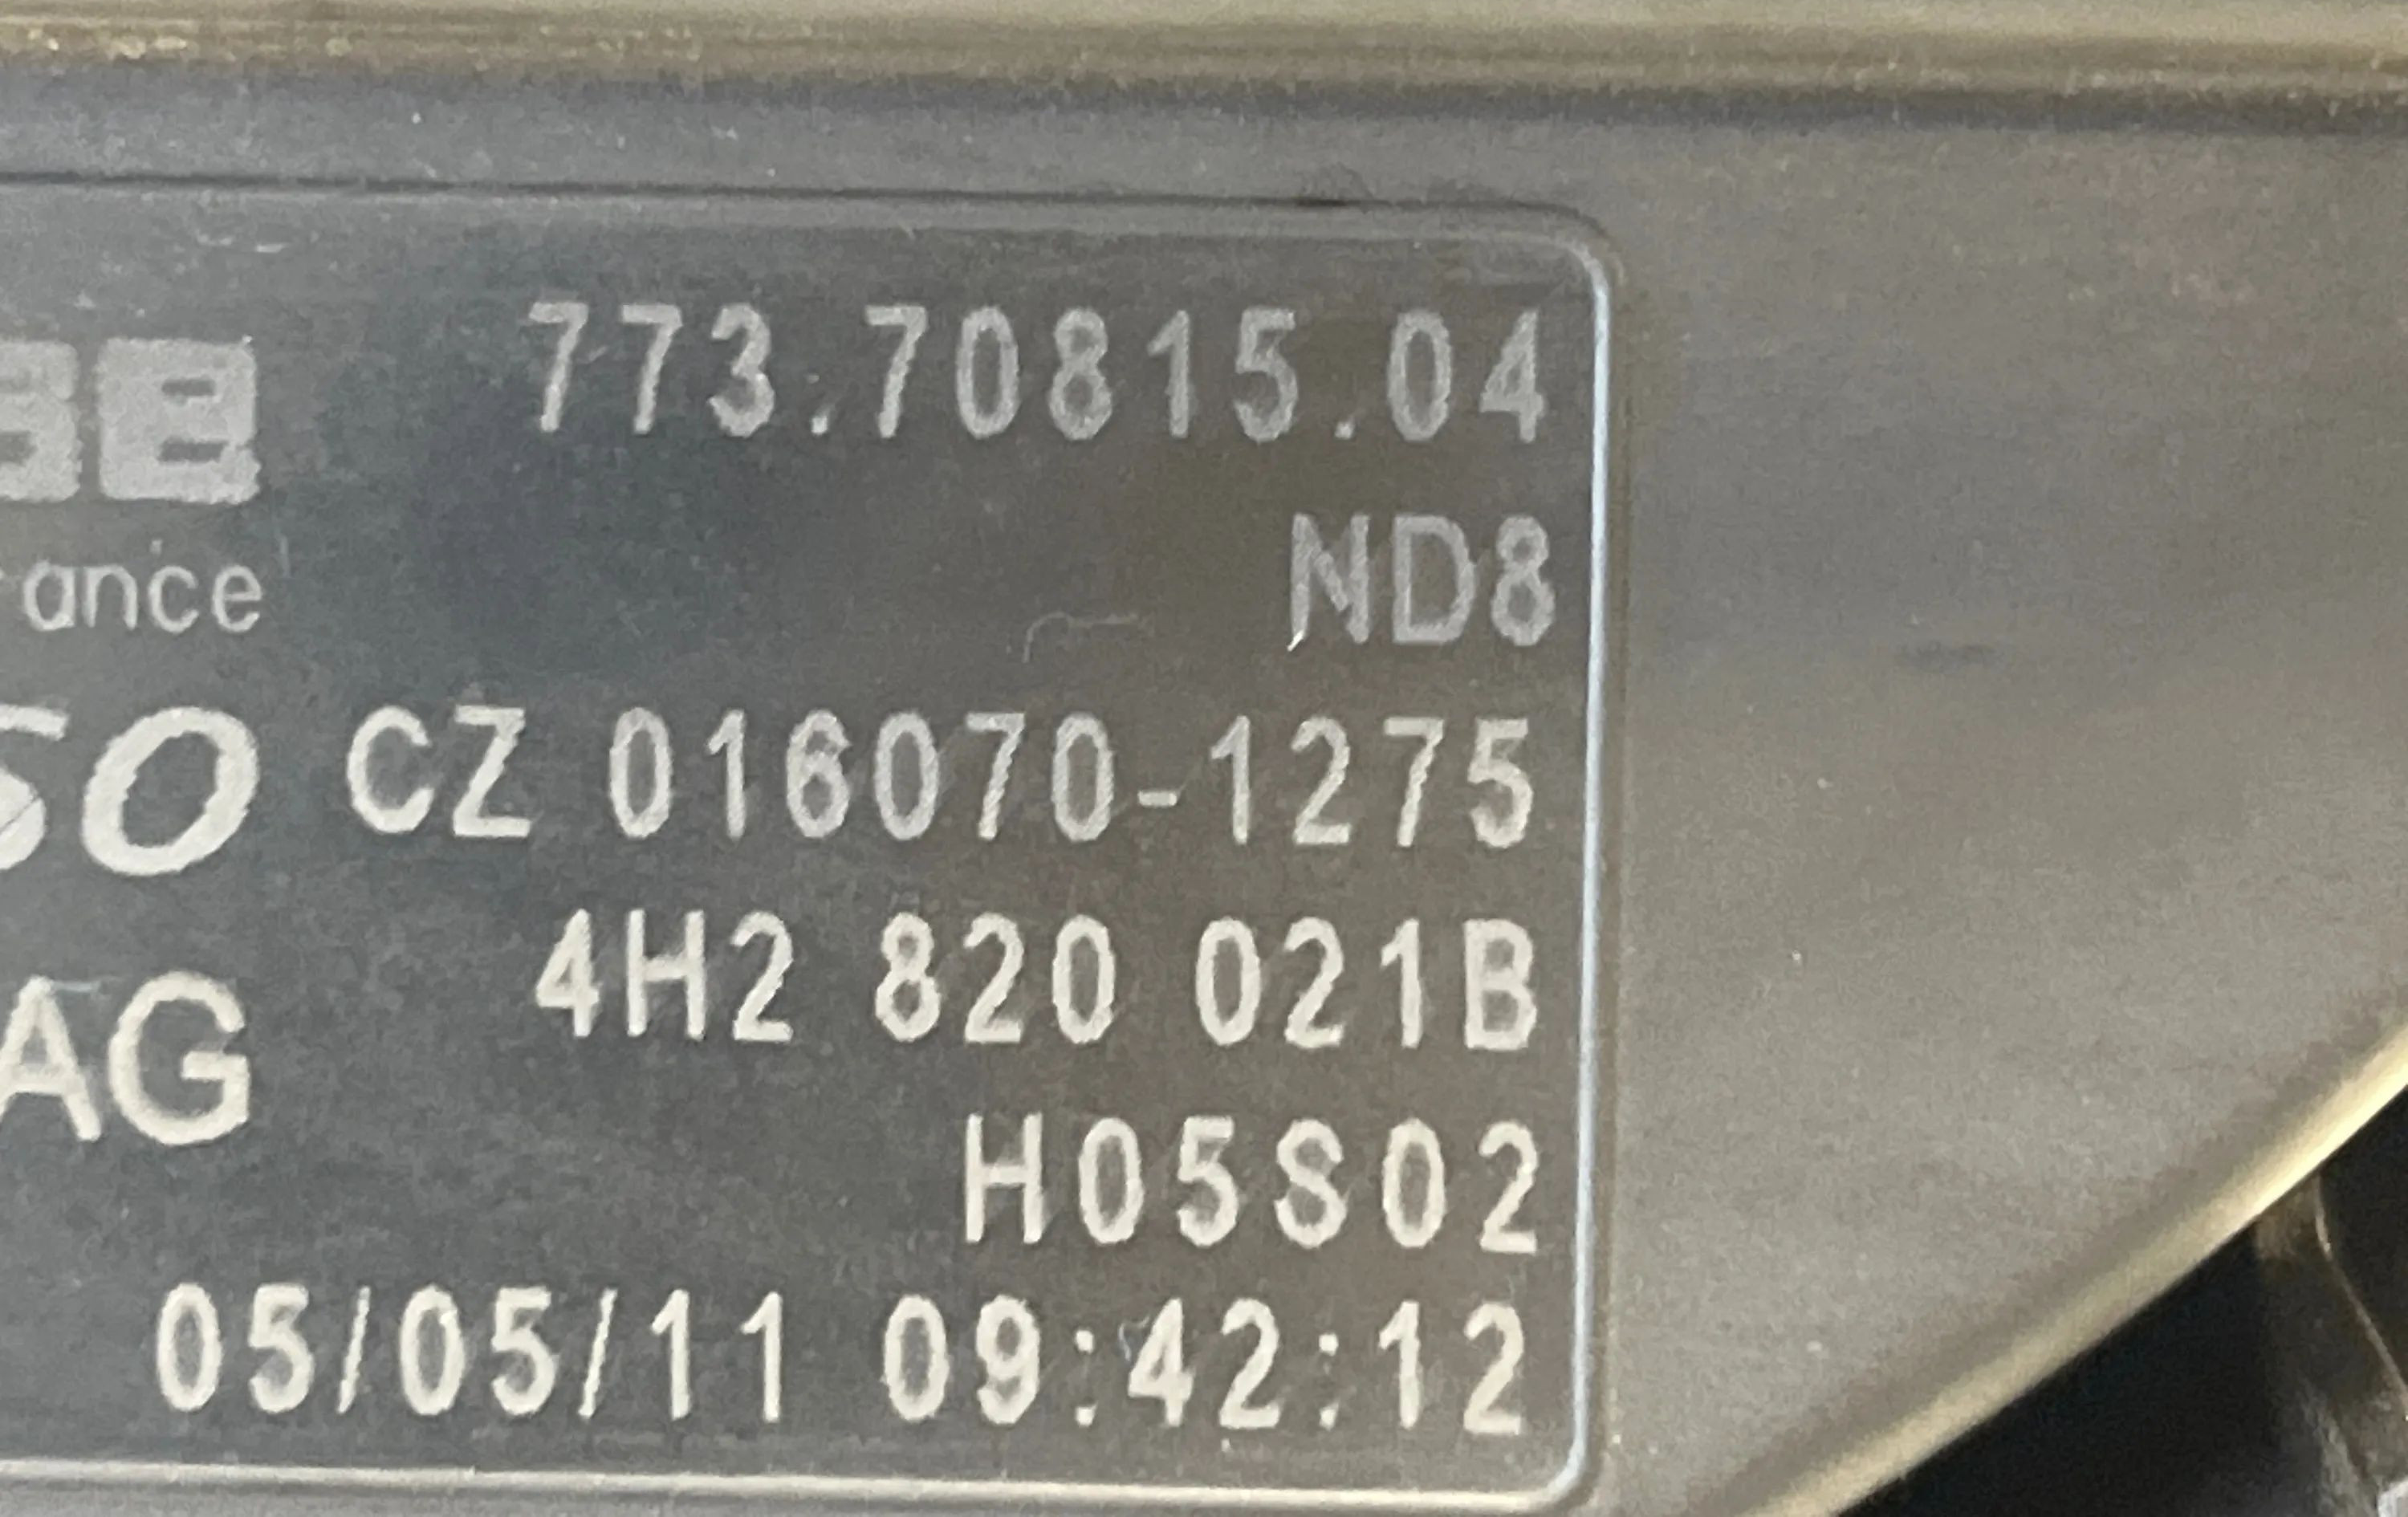 773.70815.04
ND8
ance
SO CZ 016070-1275
AG 4H2 820 021B
H05S02
05/05/11 09:42:12